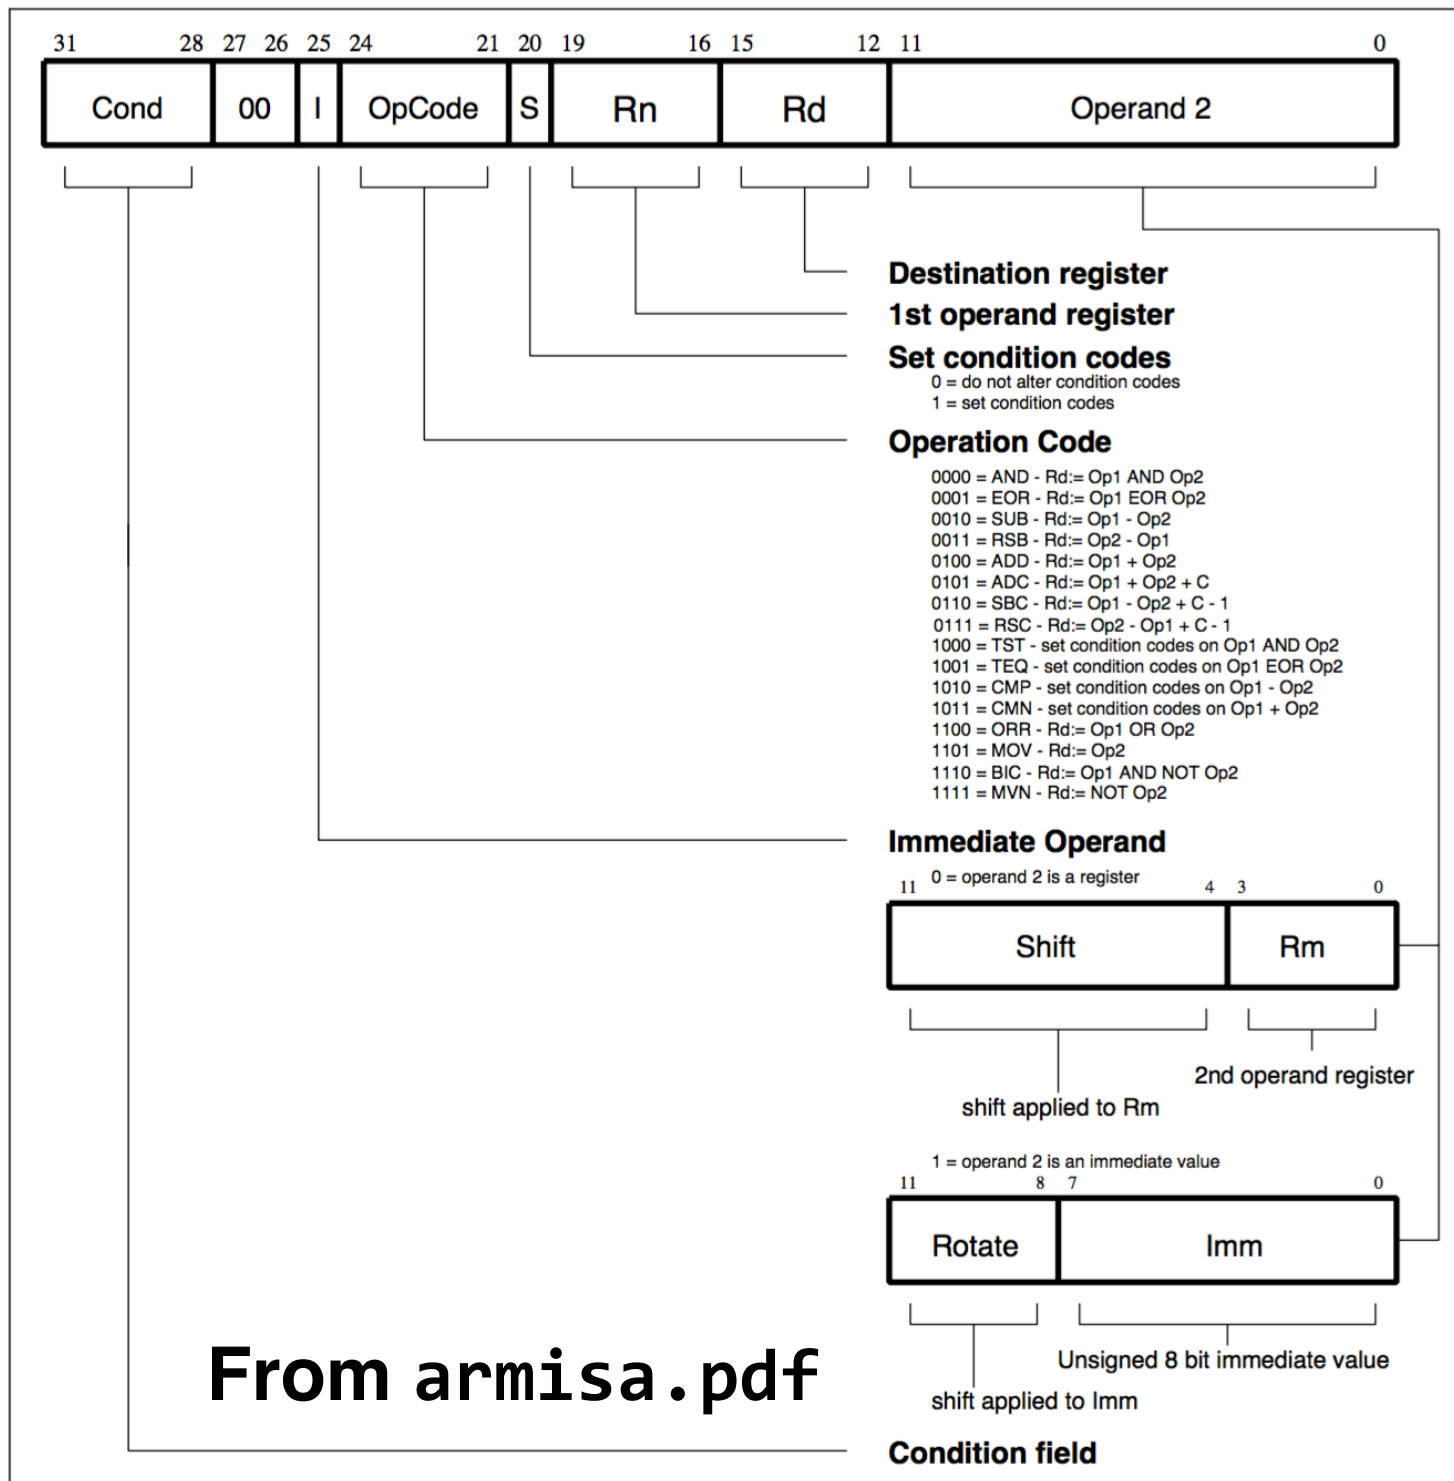 31 28 27 26 25 24 21 20 19 16 15 12 11 0
Cond 00 I OpCode S Rn Rd Operand 2
Destination register
1st operand register
Set condition codes
0 = do not alter condition codes
1 = set condition codes
Operation Code
0000 = AND - Rd:= Op1 AND Op2
0001 = EOR - Rd:= Op1 EOR Op2
0010 = SUB - Rd:= Op1 - Op2
0011 = RSB - Rd:= Op2 - Op1
0100 = ADD - Rd:= Op1 + Op2
0101 = ADC - Rd:= Op1 + Op2 + C
0110 = SBC - Rd:= Op1 - Op2 + C - 1
0111 = RSC - Rd:= Op2 - Op1 + C - 1
1000 = TST - set condition codes on Op1 AND Op2
1001 = TEQ - set condition codes on Op1 EOR Op2
1010 = CMP - set condition codes on Op1 - Op2
1011 = CMN - set condition codes on Op1 + Op2
1100 = ORR - Rd:= Op1 OR Op2
1101 = MOV - Rd:= Op2
1110 = BIC - Rd:= Op1 AND NOT Op2
1111 = MVN - Rd:= NOT Op2
Immediate Operand
0 = operand 2 is a register
11 4 3 0
Shift Rm
2nd operand register
shift applied to Rm
1 = operand 2 is an immediate value
11 8 7 0
Rotate Imm
Unsigned 8 bit immediate value
shift applied to Imm
From armisa.pdf
Condition field